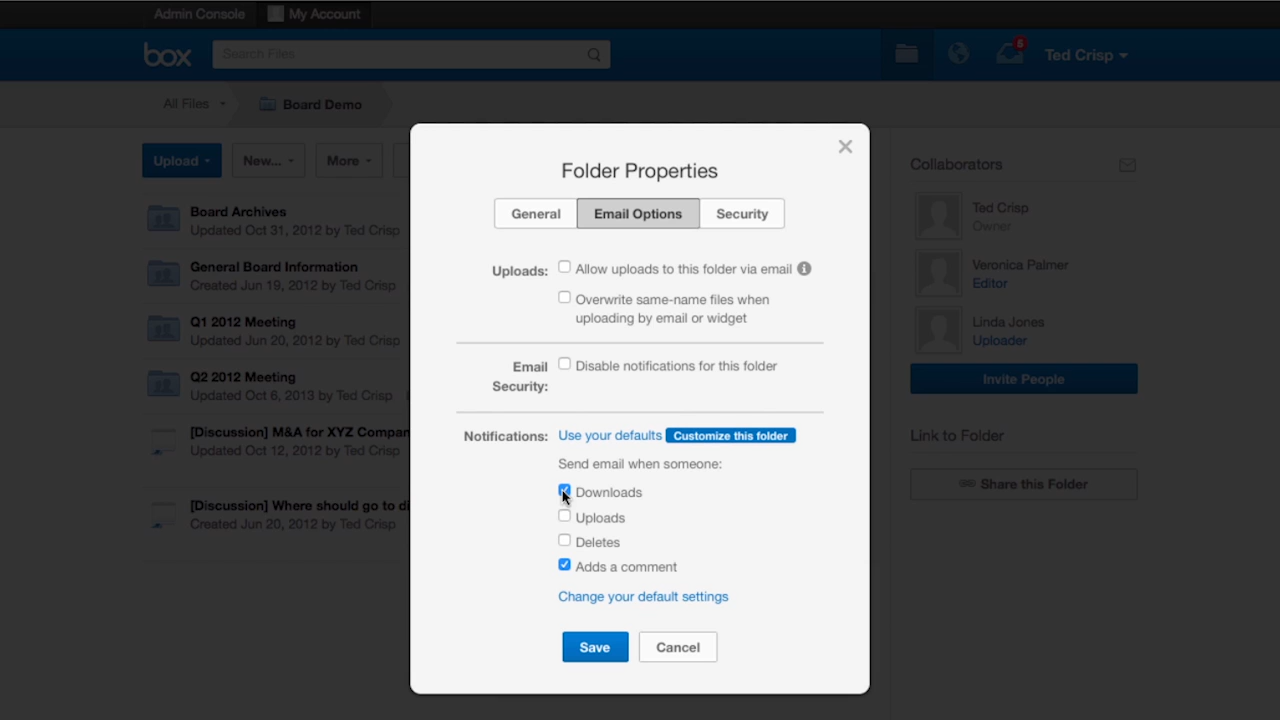 Admin Console My Account
box Search Files 6 Ted Crisp
All Files Board Demo
Upload New... More
Board Archives
Updated Oct 31, 2012 by Ted Crisp
General Board Information
Created Jun 19, 2012 by Ted Crisp
Q1 2012 Meeting
Updated Jun 20, 2012 by Ted Crisp
Q2 2012 Meeting
Updated Oct 6, 2013 by Ted Crisp
[Discussion] M&A for XYZ Compan
Updated Oct 12, 2012 by Ted Crisp
[Discussion] Where should go to di
Created Jun 20, 2012 by Ted Crisp
Folder Properties
General Email Options Security
Uploads: Allow uploads to this folder via email
Overwrite same-name files when
uploading by email or widget
Email Disable notifications for this folder
Security:
Notifications: Use your defaults Customize this folder
Send email when someone:
Downloads
Uploads
Deletes
Adds a comment
Change your default settings
Save Cancel
Collaborators
Ted Crisp
Owner
Veronica Palmer
Editor
Linda Jones
Uploader
Invite People
Link to Folder
Share this Folder